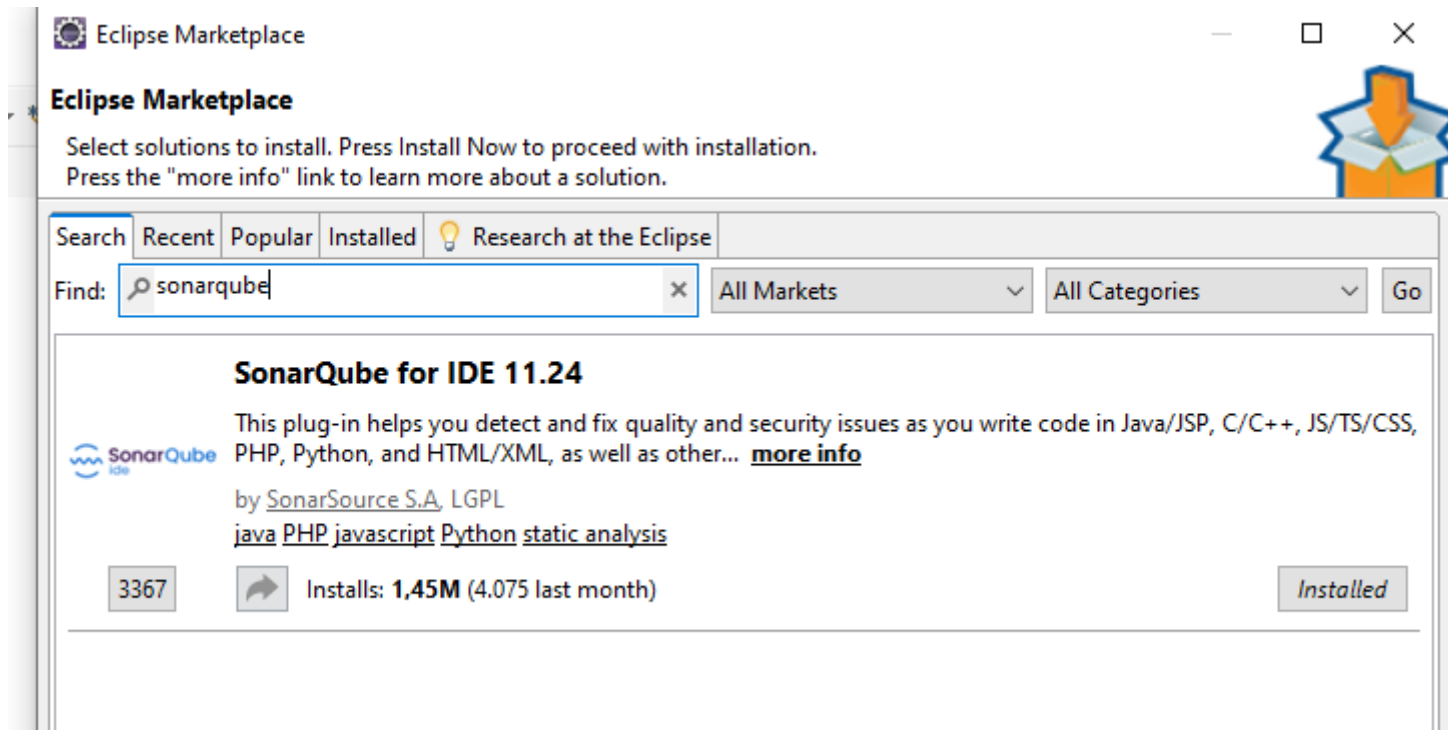 Eclipse Marketplace
Eclipse Marketplace
Select solutions to install. Press Install Now to proceed with installation.
Press the "more info" link to learn more about a solution.
Search Recent Popular Installed Research at the Eclipse
Find: sonarqube All Markets All Categories Go
SonarQube for IDE 11.24
This plug-in helps you detect and fix quality and security issues as you write code in Java/JSP, C/C++, JS/TS/CSS,
SonarQube PHP, Python, and HTML/XML, as well as other... more info
ide
by SonarSource S.A, LGPL
java PHP javascript Python static analysis
3367 Installs: 1,45M (4.075 last month) Installed